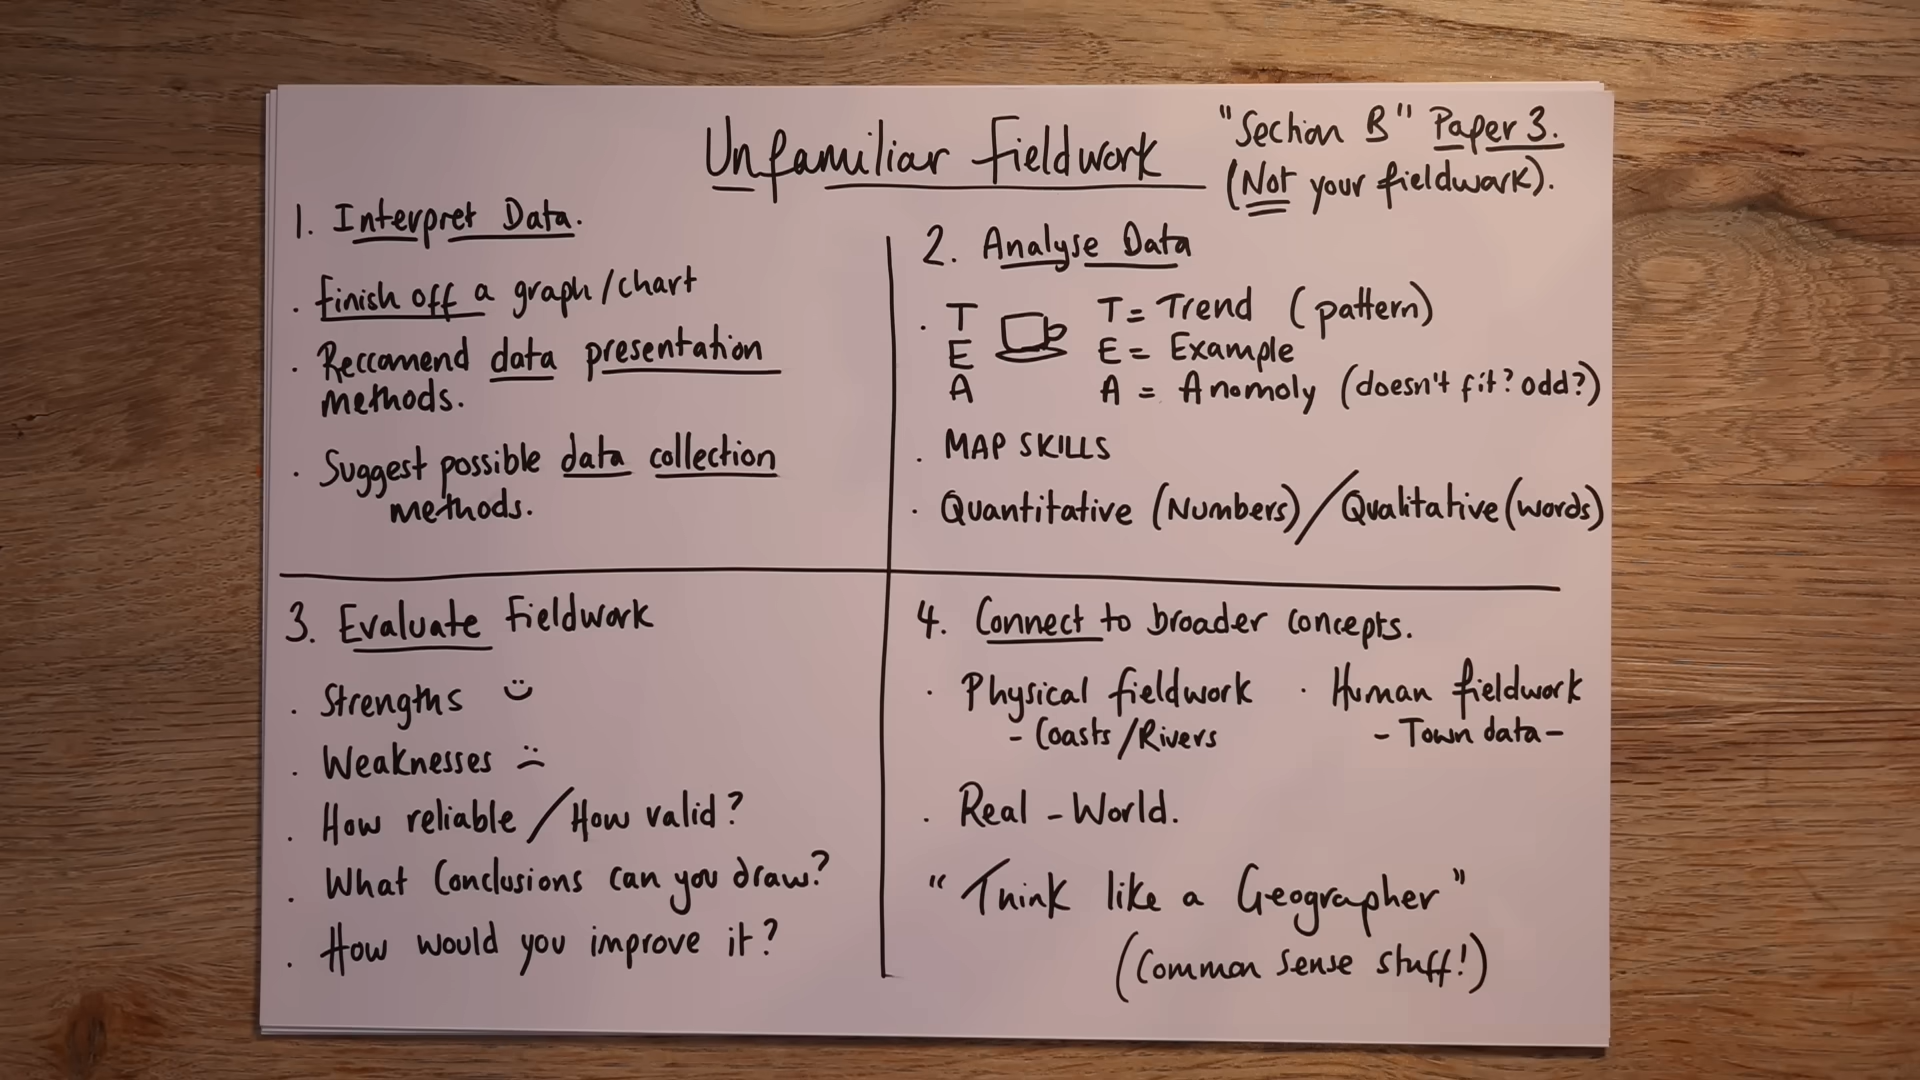 Unfamiliar Fieldwork
"Section B" Paper 3.
(Not your fieldwork).
1. Interpret Data.
· Finish off a graph/chart
· Reccomend data presentation
methods.
· Suggest possible data collection
methods.
2. Analyse Data
· T T = Trend (pattern)
E E = Example
A A = Anomoly (doesn't fit? odd?)
· MAP SKILLS
· Quantitative (Numbers) / Qualitative (words)
3. Evaluate Fieldwork
· Strengths
· Weaknesses
· How reliable / How valid?
· What Conclusions can you draw?
· How would you improve it?
4. Connect to broader concepts.
· Physical fieldwork · Human fieldwork
- Coasts/Rivers - Town data -
· Real - World.
"Think like a Geographer"
(Common sense stuff!)